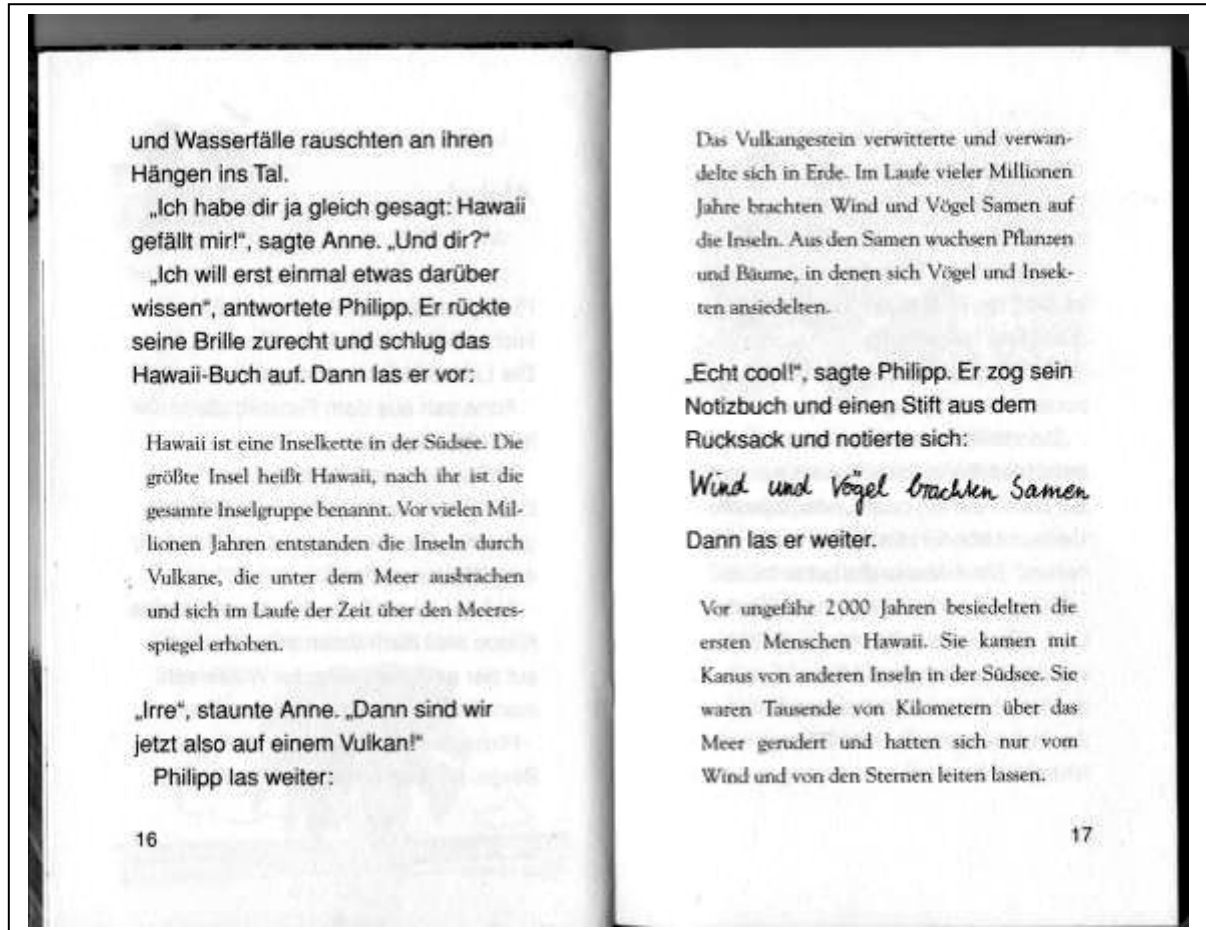 und Wasserfälle rauschten an ihren
Hängen ins Tal.
„Ich habe dir ja gleich gesagt: Hawaii
gefällt mir!“, sagte Anne. „Und dir?“
„Ich will erst einmal etwas darüber
wissen“, antwortete Philipp. Er rückte
seine Brille zurecht und schlug das
Hawaii-Buch auf. Dann las er vor:
Hawaii ist eine Inselkette in der Südsee. Die
größte Insel heißt Hawaii, nach ihr ist die
gesamte Inselgruppe benannt. Vor vielen Mil-
lionen Jahren entstanden die Inseln durch
Vulkane, die unter dem Meer ausbrachen
und sich im Laufe der Zeit über den Meeres-
spiegel erhoben.
„Irre“, staunte Anne. „Dann sind wir
jetzt also auf einem Vulkan!“
Philipp las weiter:
16
Das Vulkangestein verwitterte und verwan-
delte sich in Erde. Im Laufe vieler Millionen
Jahre brachten Wind und Vögel Samen auf
die Inseln. Aus den Samen wuchsen Pflanzen
und Bäume, in denen sich Vögel und Insek-
ten ansiedelten.
„Echt cool!“, sagte Philipp. Er zog sein
Notizbuch und einen Stift aus dem
Rucksack und notierte sich:
Wind und Vögel brachten Samen
Dann las er weiter.
Vor ungefähr 2000 Jahren besiedelten die
ersten Menschen Hawaii. Sie kamen mit
Kanus von anderen Inseln in der Südsee. Sie
waren Tausende von Kilometern über das
Meer gerudert und hatten sich nur vom
Wind und von den Sternen leiten lassen.
17